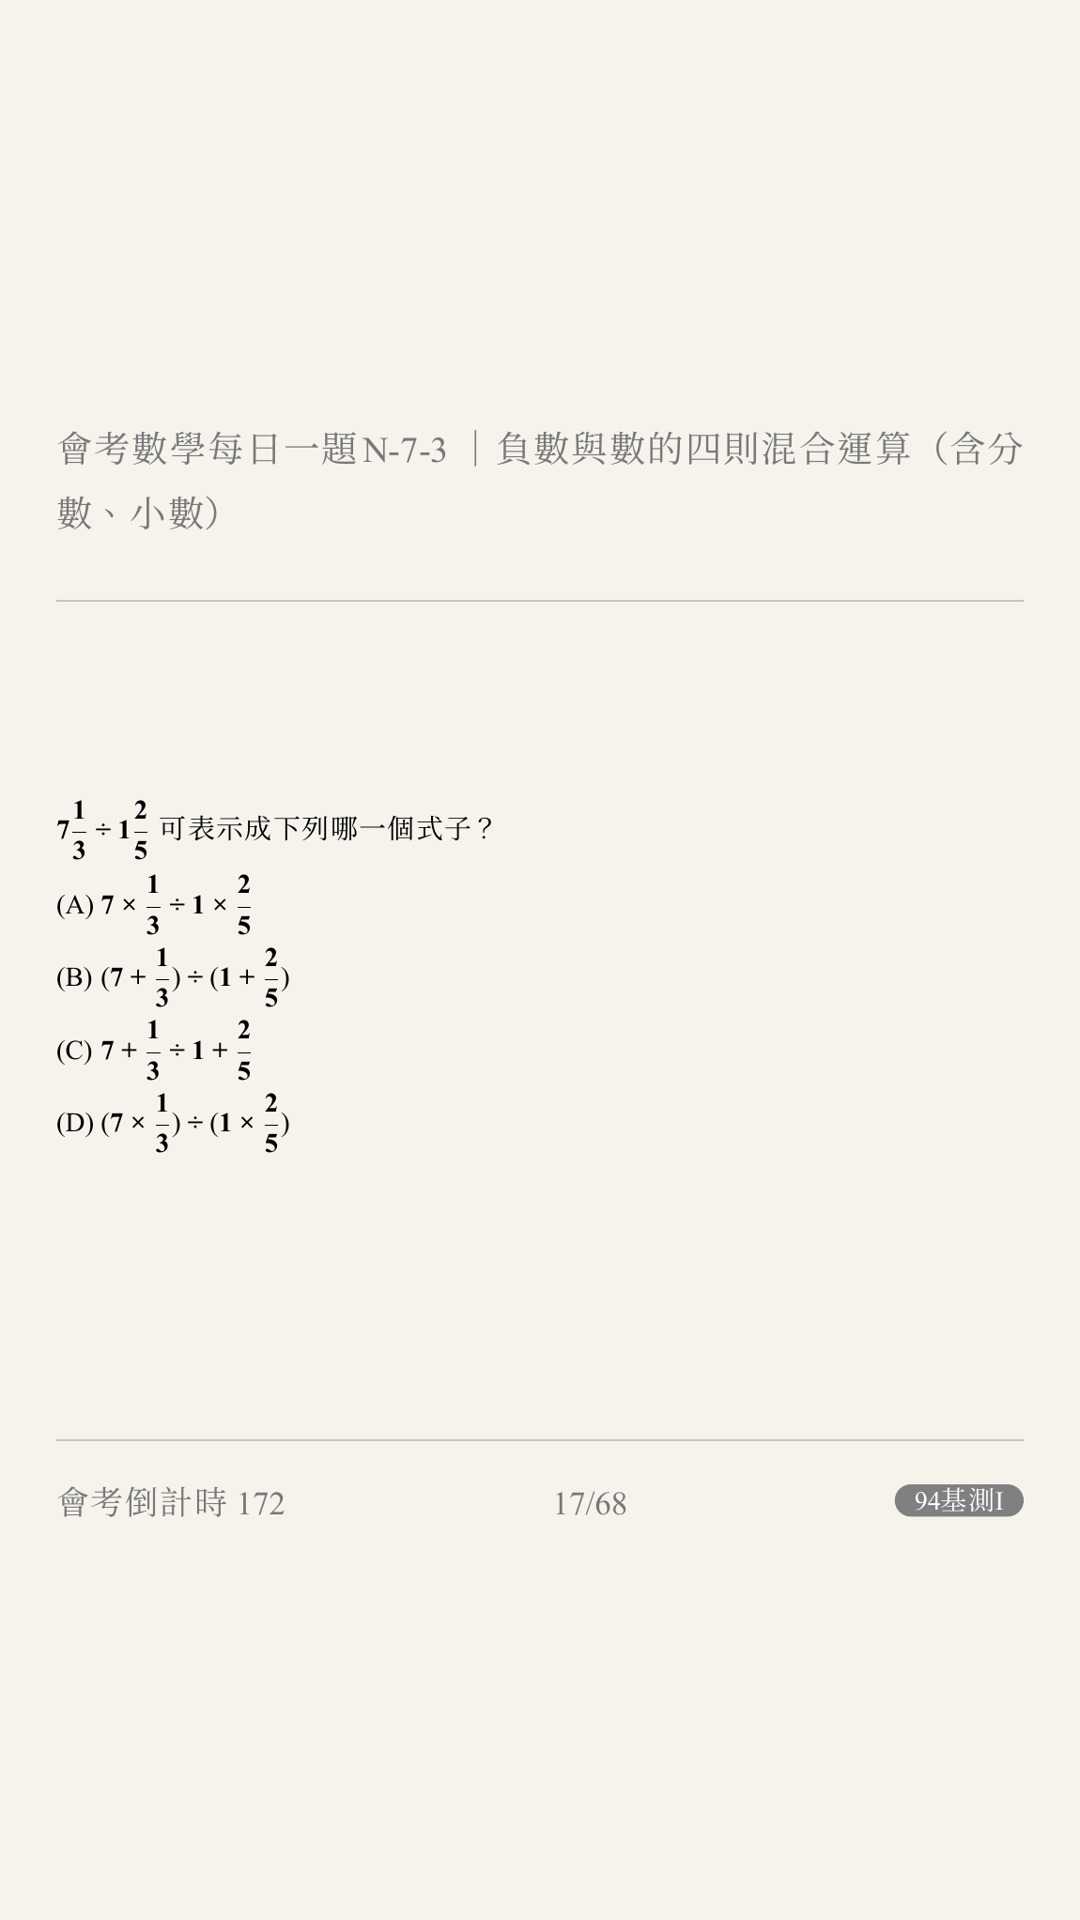 會考數學每日一題N-7-3 ｜負數與數的四則混合運算（含分
數、小數）
7 1/3 ÷ 1 2/5 可表示成下列哪一個式子？
(A) 7 × 1/3 ÷ 1 × 2/5
(B) (7 + 1/3) ÷ (1 + 2/5)
(C) 7 + 1/3 ÷ 1 + 2/5
(D) (7 × 1/3) ÷ (1 × 2/5)
會考倒計時 172
17/68
94基測I